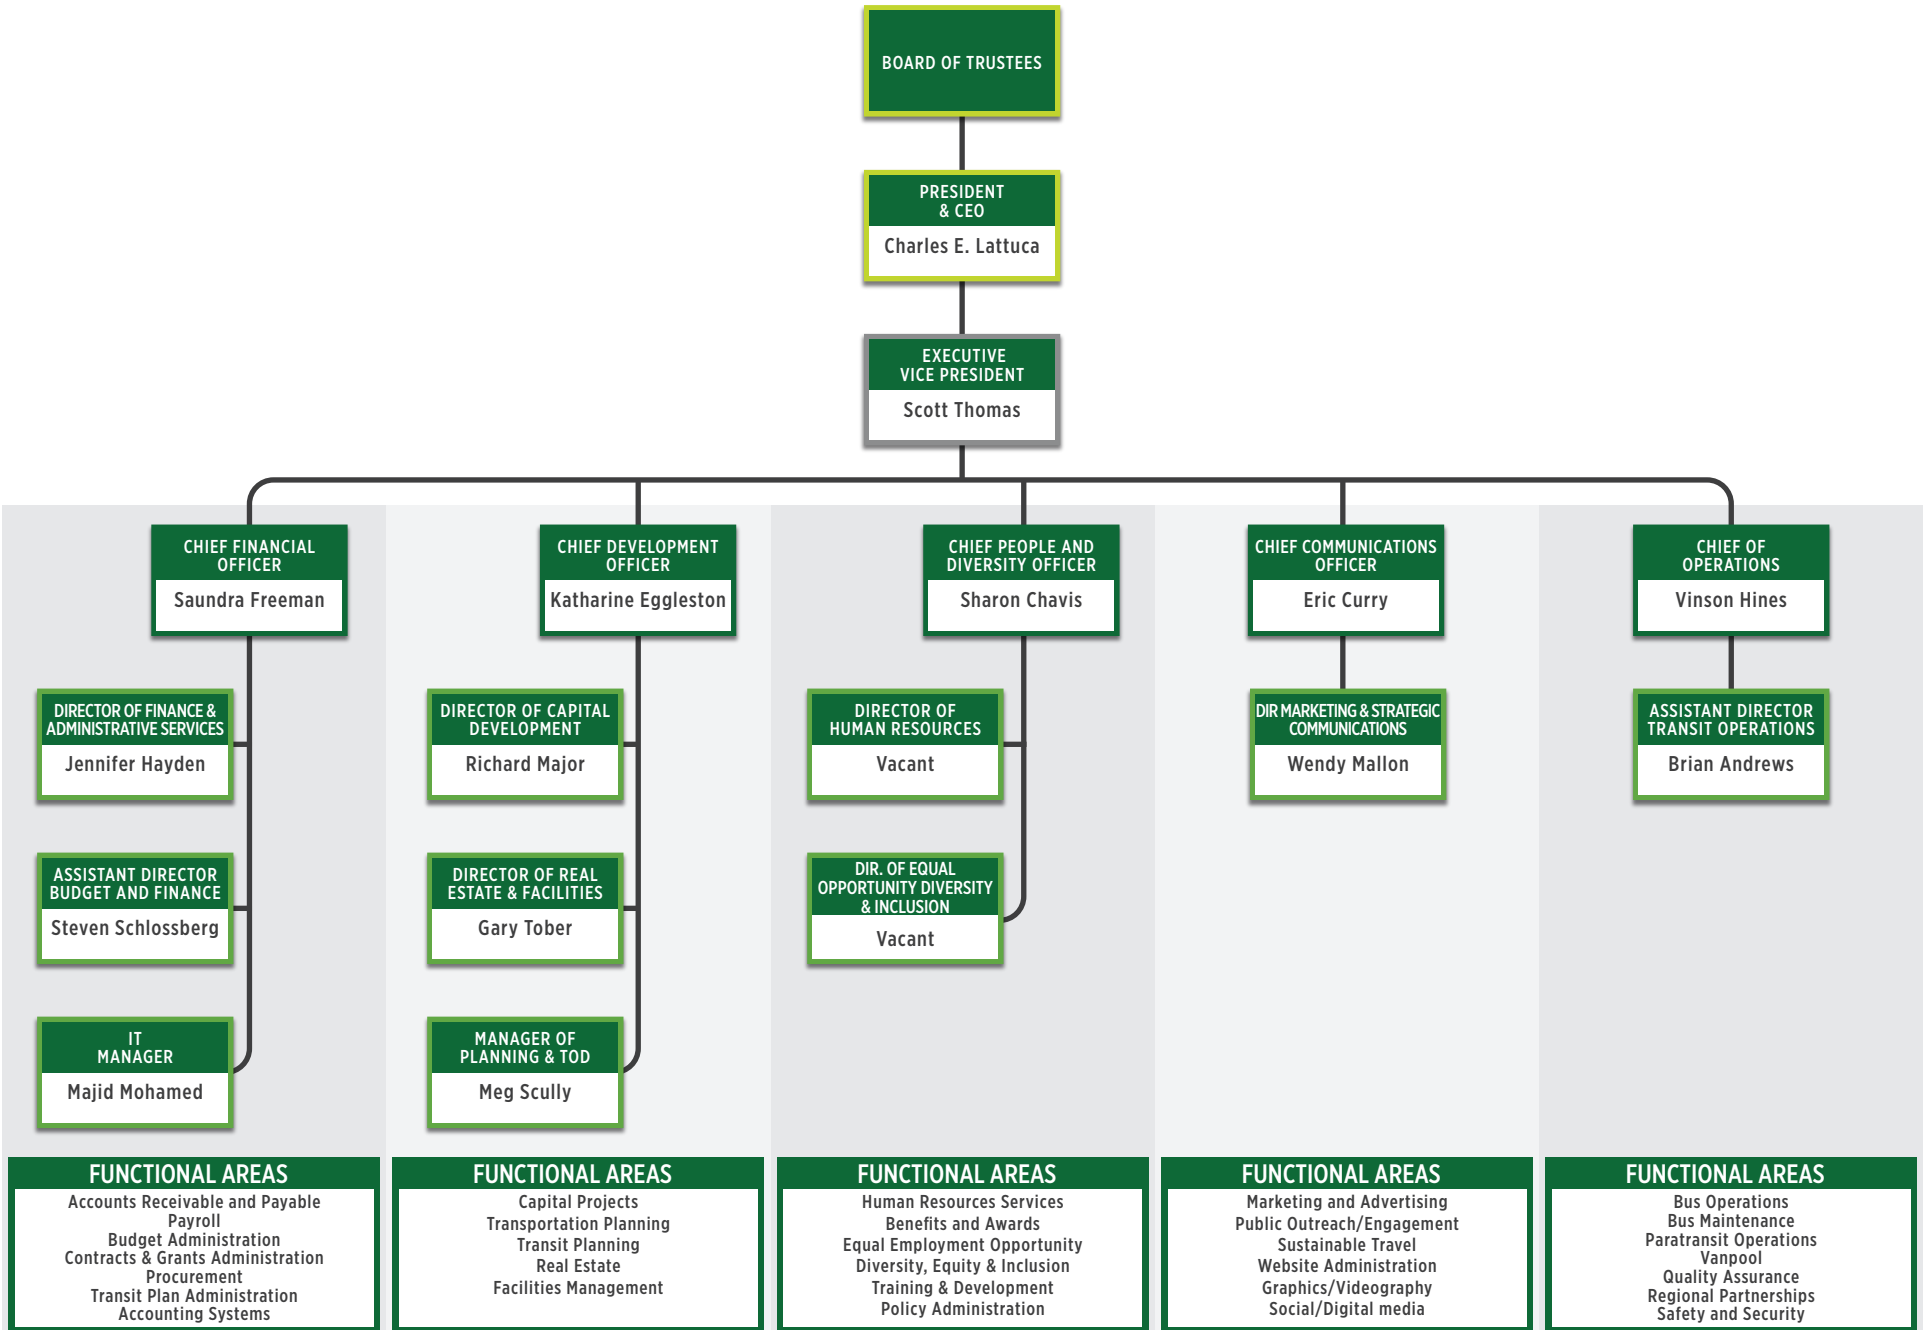 BOARD OF TRUSTEES
PRESIDENT
& CEO
Charles E. Lattuca
EXECUTIVE
VICE PRESIDENT
Scott Thomas
CHIEF FINANCIAL
OFFICER
Saundra Freeman
CHIEF DEVELOPMENT
OFFICER
Katharine Eggleston
CHIEF PEOPLE AND
DIVERSITY OFFICER
Sharon Chavis
CHIEF COMMUNICATIONS
OFFICER
Eric Curry
CHIEF OF
OPERATIONS
Vinson Hines
DIRECTOR OF FINANCE &
ADMINISTRATIVE SERVICES
Jennifer Hayden
DIRECTOR OF CAPITAL
DEVELOPMENT
Richard Major
DIRECTOR OF
HUMAN RESOURCES
Vacant
DIR MARKETING & STRATEGIC
COMMUNICATIONS
Wendy Mallon
ASSISTANT DIRECTOR
TRANSIT OPERATIONS
Brian Andrews
ASSISTANT DIRECTOR
BUDGET AND FINANCE
Steven Schlossberg
DIRECTOR OF REAL
ESTATE & FACILITIES
Gary Tober
DIR. OF EQUAL
OPPORTUNITY DIVERSITY
& INCLUSION
Vacant
IT
MANAGER
Majid Mohamed
MANAGER OF
PLANNING & TOD
Meg Scully
FUNCTIONAL AREAS
Accounts Receivable and Payable
Payroll
Budget Administration
Contracts & Grants Administration
Procurement
Transit Plan Administration
Accounting Systems
FUNCTIONAL AREAS
Capital Projects
Transportation Planning
Transit Planning
Real Estate
Facilities Management
FUNCTIONAL AREAS
Human Resources Services
Benefits and Awards
Equal Employment Opportunity
Diversity, Equity & Inclusion
Training & Development
Policy Administration
FUNCTIONAL AREAS
Marketing and Advertising
Public Outreach/Engagement
Sustainable Travel
Website Administration
Graphics/Videography
Social/Digital media
FUNCTIONAL AREAS
Bus Operations
Bus Maintenance
Paratransit Operations
Vanpool
Quality Assurance
Regional Partnerships
Safety and Security